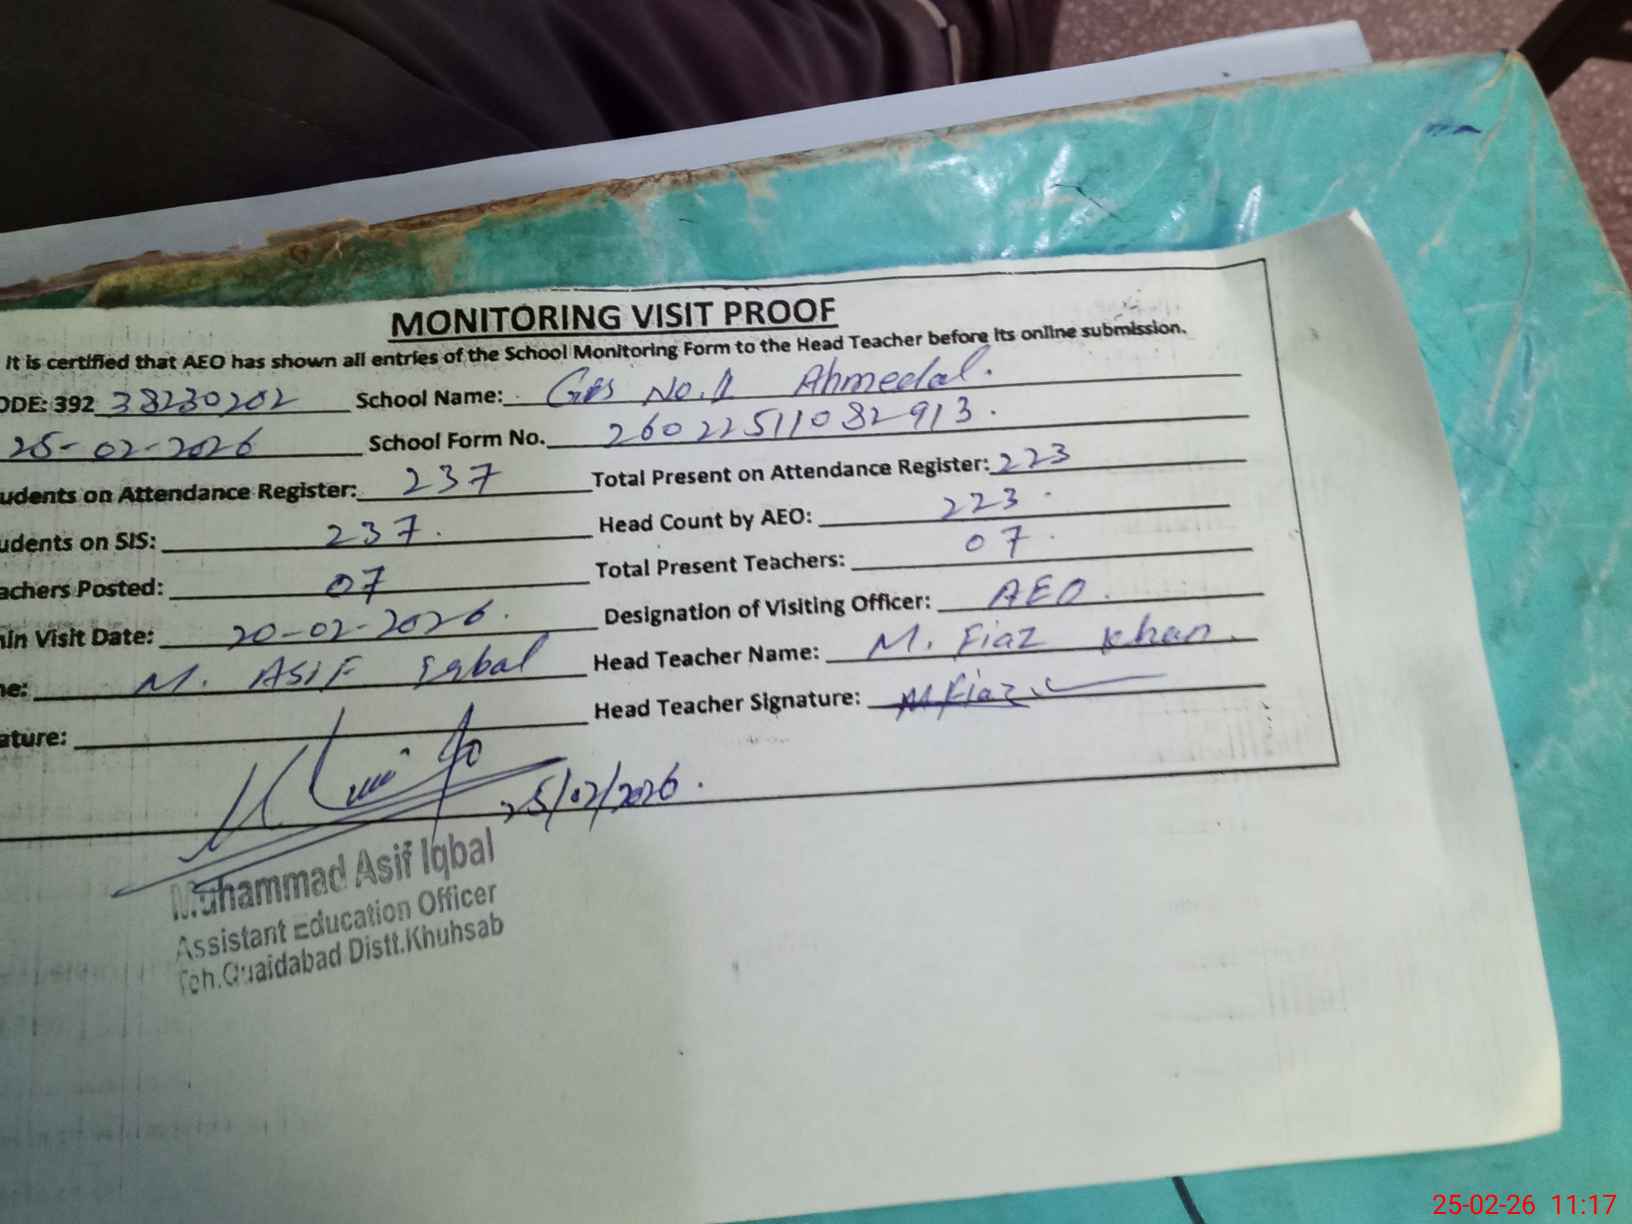 MONITORING VISIT PROOF
It is certified that AEO has shown all entries of the School Monitoring Form to the Head Teacher before its online submission.
ODE: 392 38230202 School Name: GPS No.1 Ahmedal.
25-02-2026 School Form No. 26022511082913.
udents on Attendance Register: 237 Total Present on Attendance Register: 223
udents on SIS: 237. Head Count by AEO: 223.
achers Posted: 07 Total Present Teachers: 07.
in Visit Date: 20-02-2026. Designation of Visiting Officer: AEO.
ne: M. Asif Iqbal Head Teacher Name: M. Fiaz Khan.
ature: Head Teacher Signature: M Fiaz
25/02/2026.
Muhammad Asif Iqbal
Assistant Education Officer
Teh.Quaidabad Distt.Khuhsab
25-02-26 11:17